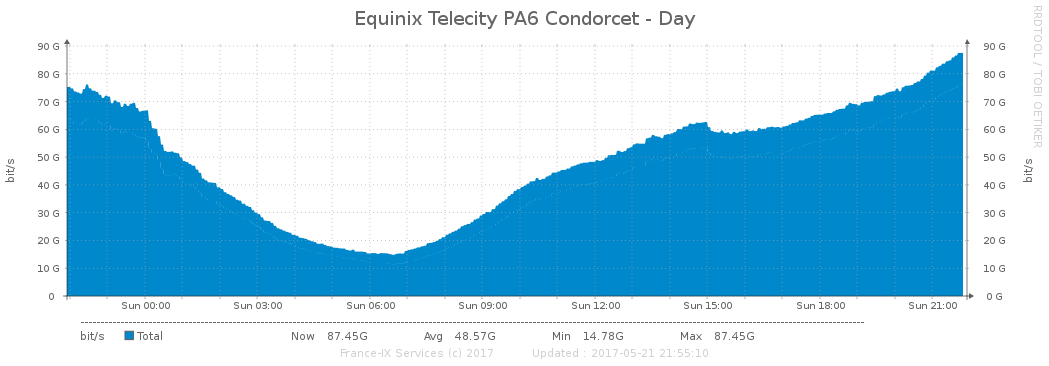 Equinix Telecity PA6 Condorcet - Day
RRDTOOL / TOBI OETIKER
90 G 90 G
80 G 80 G
70 G 70 G
60 G 60 G
50 G 50 G
40 G 40 G
30 G 30 G
20 G 20 G
10 G 10 G
0 0 G
bit/s bit/s
Sun 00:00 Sun 03:00 Sun 06:00 Sun 09:00 Sun 12:00 Sun 15:00 Sun 18:00 Sun 21:00
bit/s Total Now 87.45G Avg 48.57G Min 14.78G Max 87.45G
France-IX Services (c) 2017 Updated : 2017-05-21 21:55:10